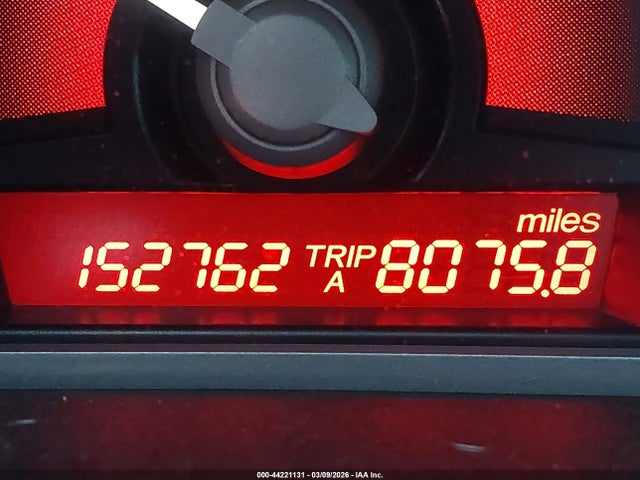 miles
152762 TRIP A 8075.8
000-44221131 - 03/09/2026 - IAA Inc.